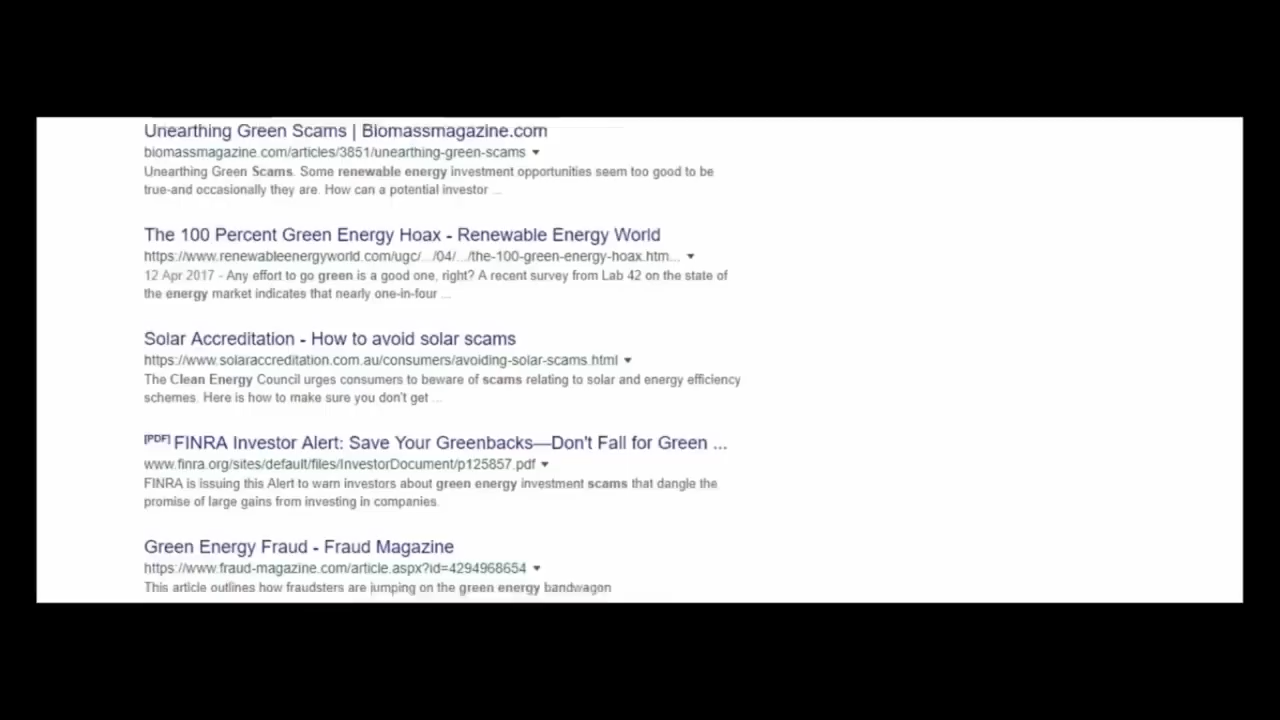 Unearthing Green Scams | Biomassmagazine.com
biomassmagazine.com/articles/3851/unearthing-green-scams
Unearthing Green Scams. Some renewable energy investment opportunities seem too good to be
true-and occasionally they are. How can a potential investor ...
The 100 Percent Green Energy Hoax - Renewable Energy World
https://www.renewableenergyworld.com/ugc/.../04/.../the-100-green-energy-hoax.htm...
12 Apr 2017 - Any effort to go green is a good one, right? A recent survey from Lab 42 on the state of
the energy market indicates that nearly one-in-four ...
Solar Accreditation - How to avoid solar scams
https://www.solaraccreditation.com.au/consumers/avoiding-solar-scams.html
The Clean Energy Council urges consumers to beware of scams relating to solar and energy efficiency
schemes. Here is how to make sure you don't get ...
[PDF] FINRA Investor Alert: Save Your Greenbacks—Don't Fall for Green ...
www.finra.org/sites/default/files/InvestorDocument/p125857.pdf
FINRA is issuing this Alert to warn investors about green energy investment scams that dangle the
promise of large gains from investing in companies.
Green Energy Fraud - Fraud Magazine
https://www.fraud-magazine.com/article.aspx?id=4294968654
This article outlines how fraudsters are jumping on the green energy bandwagon